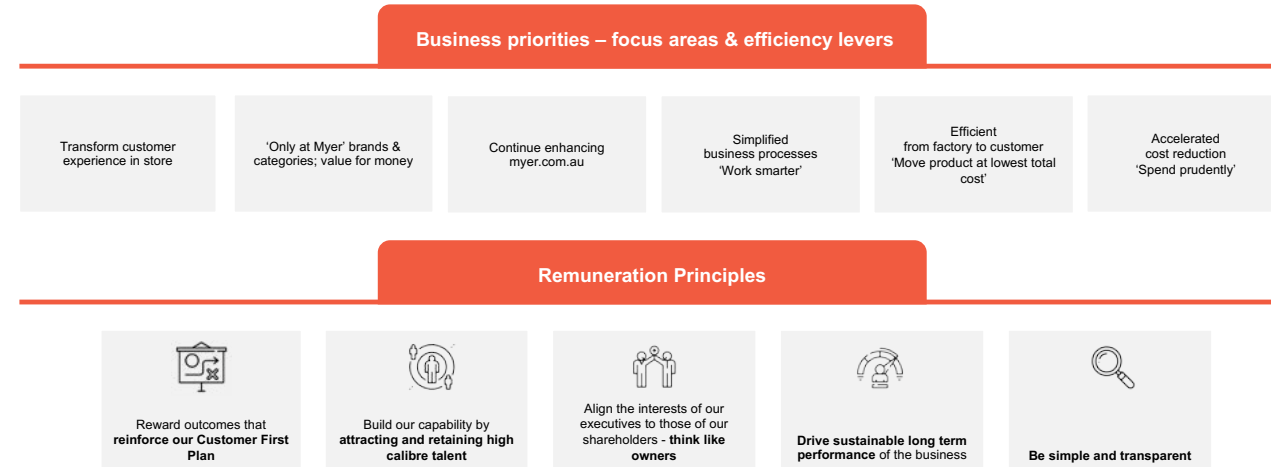 Business priorities – focus areas & efficiency levers
Transform customer
experience in store
‘Only at Myer’ brands &
categories; value for money
Continue enhancing
myer.com.au
Simplified
business processes
‘Work smarter’
Efficient
from factory to customer
‘Move product at lowest total
cost’
Accelerated
cost reduction
‘Spend prudently’
Remuneration Principles
Reward outcomes that
reinforce our Customer First
Plan
Build our capability by
attracting and retaining high
calibre talent
Align the interests of our
executives to those of our
shareholders - think like
owners
Drive sustainable long term
performance of the business
Be simple and transparent